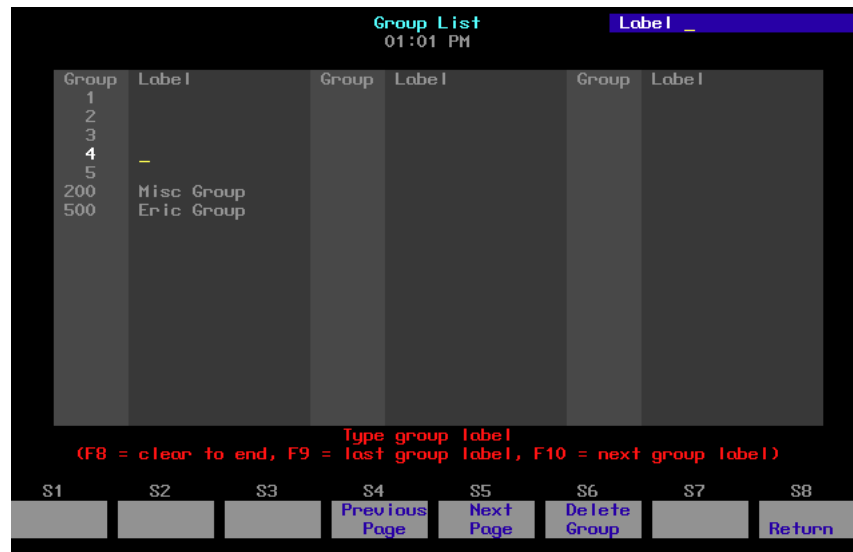 Group List Label _
01:01 PM
Group Label Group Label Group Label
1
2
3
4 _
5
200 Misc Group
500 Eric Group
Type group label
(F8 = clear to end, F9 = last group label, F10 = next group label)
S1 S2 S3 S4 S5 S6 S7 S8
Previous Next Delete
Page Page Group Return